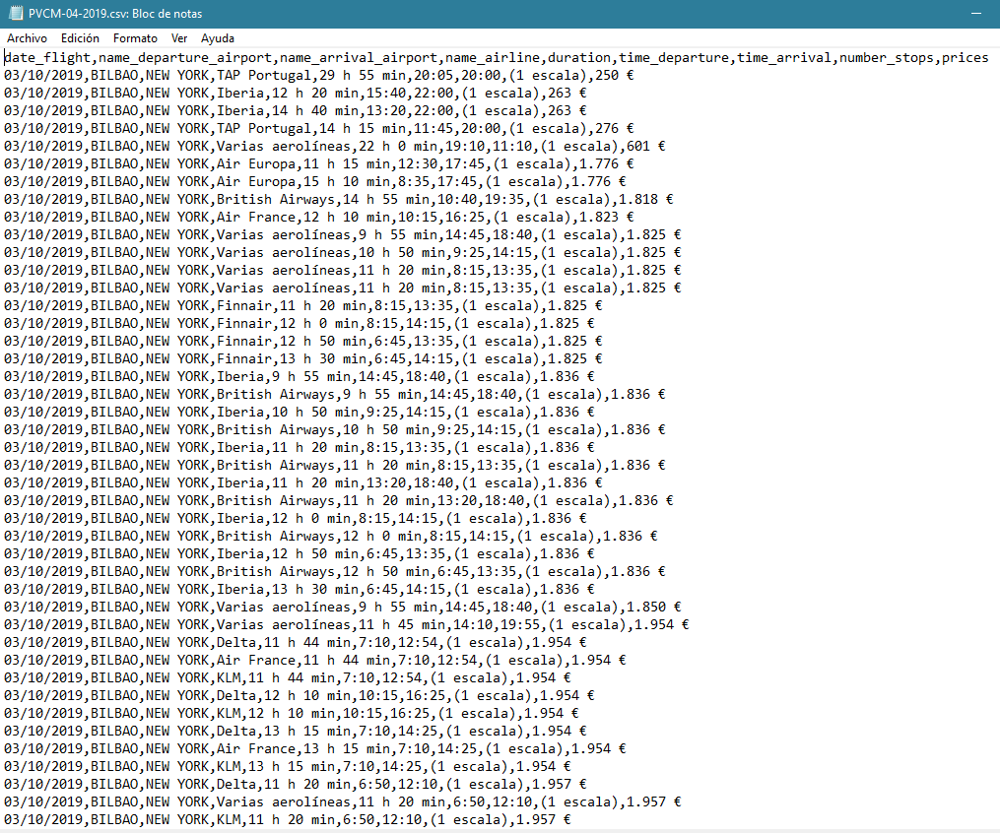 PVCM-04-2019.csv: Bloc de notas
Archivo Edición Formato Ver Ayuda
date_flight,name_departure_airport,name_arrival_airport,name_airline,duration,time_departure,time_arrival,number_stops,prices
03/10/2019,BILBAO,NEW YORK,TAP Portugal,29 h 55 min,20:05,20:00,(1 escala),250 €
03/10/2019,BILBAO,NEW YORK,Iberia,12 h 20 min,15:40,22:00,(1 escala),263 €
03/10/2019,BILBAO,NEW YORK,Iberia,14 h 40 min,13:20,22:00,(1 escala),263 €
03/10/2019,BILBAO,NEW YORK,TAP Portugal,14 h 15 min,11:45,20:00,(1 escala),276 €
03/10/2019,BILBAO,NEW YORK,Varias aerolíneas,22 h 0 min,19:10,11:10,(1 escala),601 €
03/10/2019,BILBAO,NEW YORK,Air Europa,11 h 15 min,12:30,17:45,(1 escala),1.776 €
03/10/2019,BILBAO,NEW YORK,Air Europa,15 h 10 min,8:35,17:45,(1 escala),1.776 €
03/10/2019,BILBAO,NEW YORK,British Airways,14 h 55 min,10:40,19:35,(1 escala),1.818 €
03/10/2019,BILBAO,NEW YORK,Air France,12 h 10 min,10:15,16:25,(1 escala),1.823 €
03/10/2019,BILBAO,NEW YORK,Varias aerolíneas,9 h 55 min,14:45,18:40,(1 escala),1.825 €
03/10/2019,BILBAO,NEW YORK,Varias aerolíneas,10 h 50 min,9:25,14:15,(1 escala),1.825 €
03/10/2019,BILBAO,NEW YORK,Varias aerolíneas,11 h 20 min,8:15,13:35,(1 escala),1.825 €
03/10/2019,BILBAO,NEW YORK,Varias aerolíneas,11 h 20 min,8:15,13:35,(1 escala),1.825 €
03/10/2019,BILBAO,NEW YORK,Finnair,11 h 20 min,8:15,13:35,(1 escala),1.825 €
03/10/2019,BILBAO,NEW YORK,Finnair,12 h 0 min,8:15,14:15,(1 escala),1.825 €
03/10/2019,BILBAO,NEW YORK,Finnair,12 h 50 min,6:45,13:35,(1 escala),1.825 €
03/10/2019,BILBAO,NEW YORK,Finnair,13 h 30 min,6:45,14:15,(1 escala),1.825 €
03/10/2019,BILBAO,NEW YORK,Iberia,9 h 55 min,14:45,18:40,(1 escala),1.836 €
03/10/2019,BILBAO,NEW YORK,British Airways,9 h 55 min,14:45,18:40,(1 escala),1.836 €
03/10/2019,BILBAO,NEW YORK,Iberia,10 h 50 min,9:25,14:15,(1 escala),1.836 €
03/10/2019,BILBAO,NEW YORK,British Airways,10 h 50 min,9:25,14:15,(1 escala),1.836 €
03/10/2019,BILBAO,NEW YORK,Iberia,11 h 20 min,8:15,13:35,(1 escala),1.836 €
03/10/2019,BILBAO,NEW YORK,British Airways,11 h 20 min,8:15,13:35,(1 escala),1.836 €
03/10/2019,BILBAO,NEW YORK,Iberia,11 h 20 min,13:20,18:40,(1 escala),1.836 €
03/10/2019,BILBAO,NEW YORK,British Airways,11 h 20 min,13:20,18:40,(1 escala),1.836 €
03/10/2019,BILBAO,NEW YORK,Iberia,12 h 0 min,8:15,14:15,(1 escala),1.836 €
03/10/2019,BILBAO,NEW YORK,British Airways,12 h 0 min,8:15,14:15,(1 escala),1.836 €
03/10/2019,BILBAO,NEW YORK,Iberia,12 h 50 min,6:45,13:35,(1 escala),1.836 €
03/10/2019,BILBAO,NEW YORK,British Airways,12 h 50 min,6:45,13:35,(1 escala),1.836 €
03/10/2019,BILBAO,NEW YORK,Iberia,13 h 30 min,6:45,14:15,(1 escala),1.836 €
03/10/2019,BILBAO,NEW YORK,Varias aerolíneas,9 h 55 min,14:45,18:40,(1 escala),1.850 €
03/10/2019,BILBAO,NEW YORK,Varias aerolíneas,11 h 45 min,14:10,19:55,(1 escala),1.954 €
03/10/2019,BILBAO,NEW YORK,Delta,11 h 44 min,7:10,12:54,(1 escala),1.954 €
03/10/2019,BILBAO,NEW YORK,Air France,11 h 44 min,7:10,12:54,(1 escala),1.954 €
03/10/2019,BILBAO,NEW YORK,KLM,11 h 44 min,7:10,12:54,(1 escala),1.954 €
03/10/2019,BILBAO,NEW YORK,Delta,12 h 10 min,10:15,16:25,(1 escala),1.954 €
03/10/2019,BILBAO,NEW YORK,KLM,12 h 10 min,10:15,16:25,(1 escala),1.954 €
03/10/2019,BILBAO,NEW YORK,Delta,13 h 15 min,7:10,14:25,(1 escala),1.954 €
03/10/2019,BILBAO,NEW YORK,Air France,13 h 15 min,7:10,14:25,(1 escala),1.954 €
03/10/2019,BILBAO,NEW YORK,KLM,13 h 15 min,7:10,14:25,(1 escala),1.954 €
03/10/2019,BILBAO,NEW YORK,Delta,11 h 20 min,6:50,12:10,(1 escala),1.957 €
03/10/2019,BILBAO,NEW YORK,Varias aerolíneas,11 h 20 min,6:50,12:10,(1 escala),1.957 €
03/10/2019,BILBAO,NEW YORK,KLM,11 h 20 min,6:50,12:10,(1 escala),1.957 €